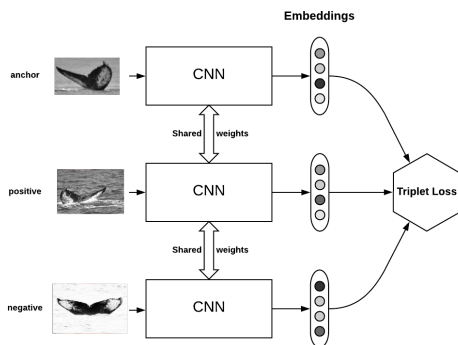 Embeddings
anchor
CNN
Shared weights
positive
CNN
Triplet Loss
Shared weights
negative
CNN